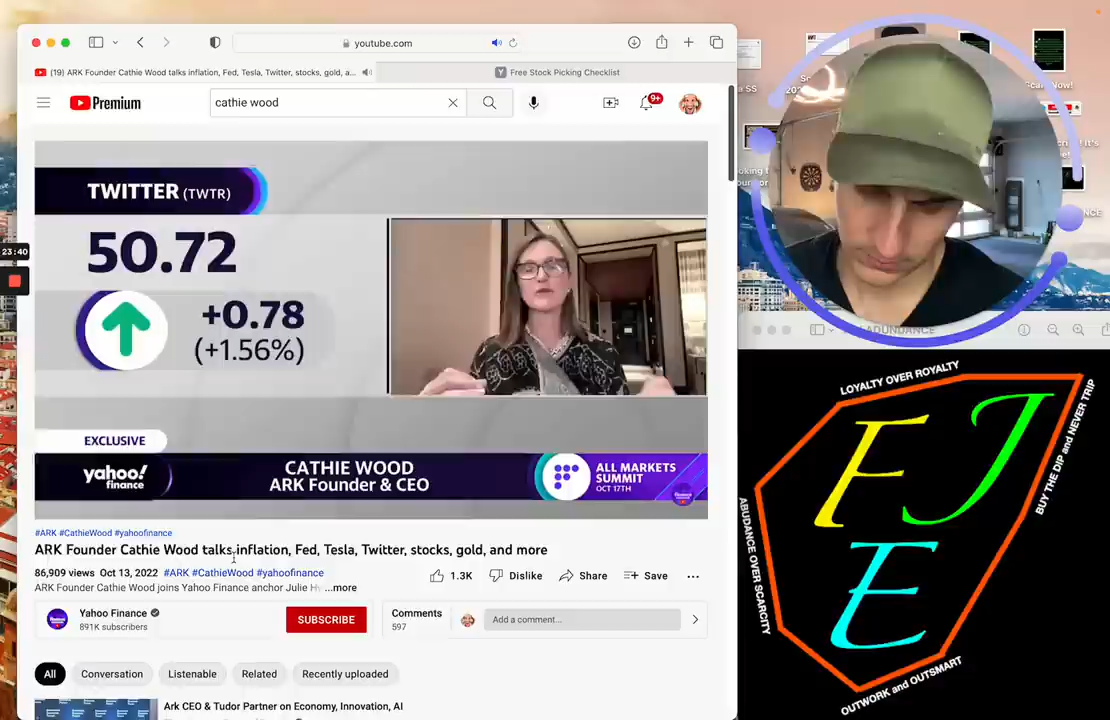 youtube.com
(19) ARK Founder Cathie Wood talks inflation, Fed, Tesla, Twitter, stocks, gold, a...
Free Stock Picking Checklist
Premium
cathie wood
9+
TWITTER (TWTR)
50.72
+0.78
(+1.56%)
23:40
EXCLUSIVE
yahoo!
finance
CATHIE WOOD
ARK Founder & CEO
ALL MARKETS
SUMMIT
OCT 17TH
#ARK #CathieWood #yahoofinance
ARK Founder Cathie Wood talks inflation, Fed, Tesla, Twitter, stocks, gold, and more
86,909 views Oct 13, 2022 #ARK #CathieWood #yahoofinance
1.3K
Dislike
Share
Save
ARK Founder Cathie Wood joins Yahoo Finance anchor Julie ...more
Yahoo Finance
891K subscribers
SUBSCRIBE
Comments
597
Add a comment...
All
Conversation
Listenable
Related
Recently uploaded
Ark CEO & Tudor Partner on Economy, Innovation, AI
LOYALTY OVER ROYALTY
BUY THE DIP and NEVER TRIP
ABUDANCE OVER SCARCITY
F J
E
OUTWORK and OUTSMART